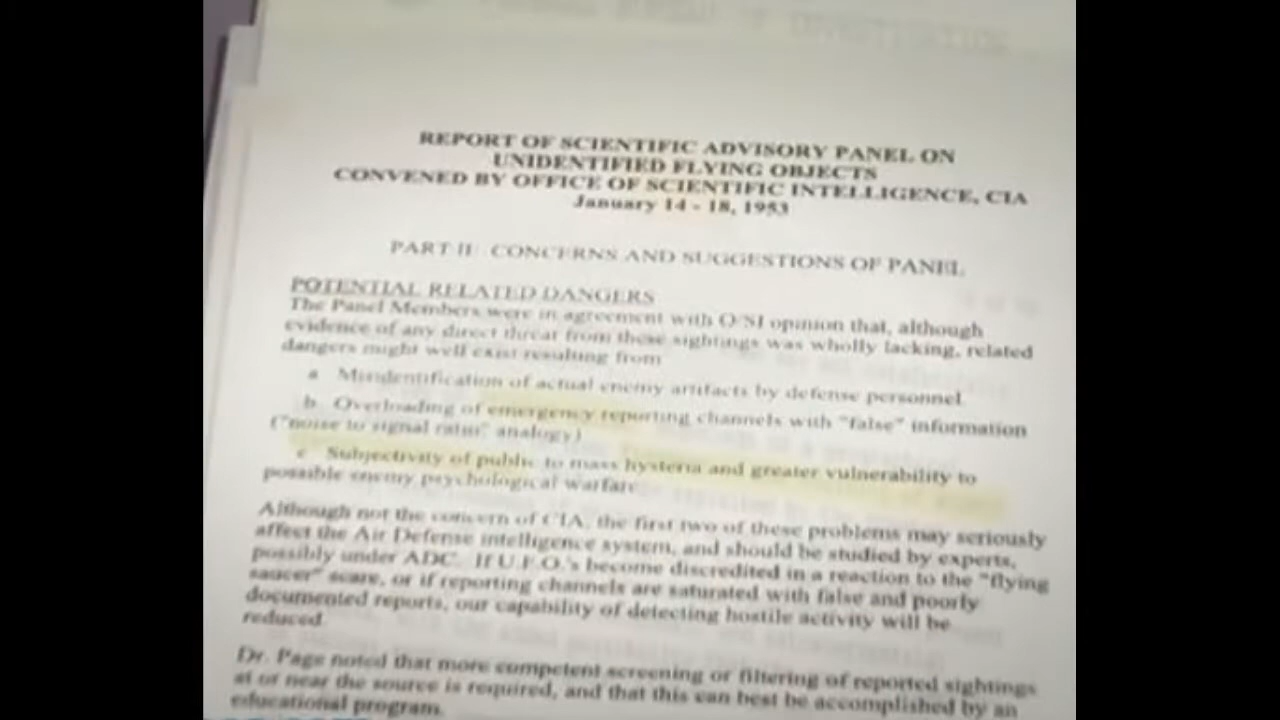 REPORT OF SCIENTIFIC ADVISORY PANEL ON
UNIDENTIFIED FLYING OBJECTS
CONVENED BY OFFICE OF SCIENTIFIC INTELLIGENCE, CIA
January 14 - 18, 1953
PART II: CONCERNS AND SUGGESTIONS OF PANEL
POTENTIAL RELATED DANGERS
The Panel Members were in agreement with O/SI opinion that, although
evidence of any direct threat from these sightings was wholly lacking, related
dangers might well exist resulting from
a. Misidentification of actual enemy artifacts by defense personnel.
b. Overloading of emergency reporting channels with "false" information
("noise to signal ratio" analogy)
c. Subjectivity of public to mass hysteria and greater vulnerability to
possible enemy psychological warfare
Although not the concern of CIA, the first two of these problems may seriously
affect the Air Defense intelligence system, and should be studied by experts,
possibly under ADC. If U.F.O.'s become discredited in a reaction to the "flying
saucer" scare, or if reporting channels are saturated with false and poorly
documented reports, our capability of detecting hostile activity will be
reduced.
Dr. Page noted that more competent screening or filtering of reported sightings
at or near the source is required, and that this can best be accomplished by an
educational program.